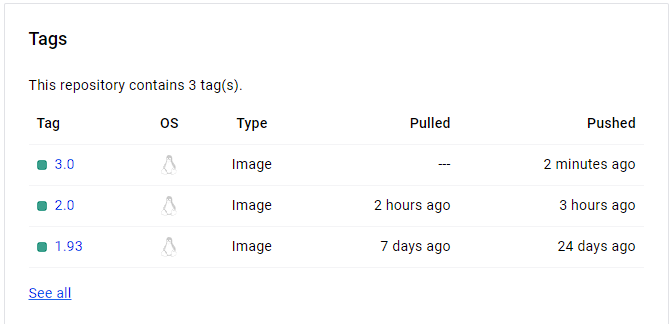 Tags
This repository contains 3 tag(s).
Tag OS Type Pulled Pushed
3.0 Image --- 2 minutes ago
2.0 Image 2 hours ago 3 hours ago
1.93 Image 7 days ago 24 days ago
See all